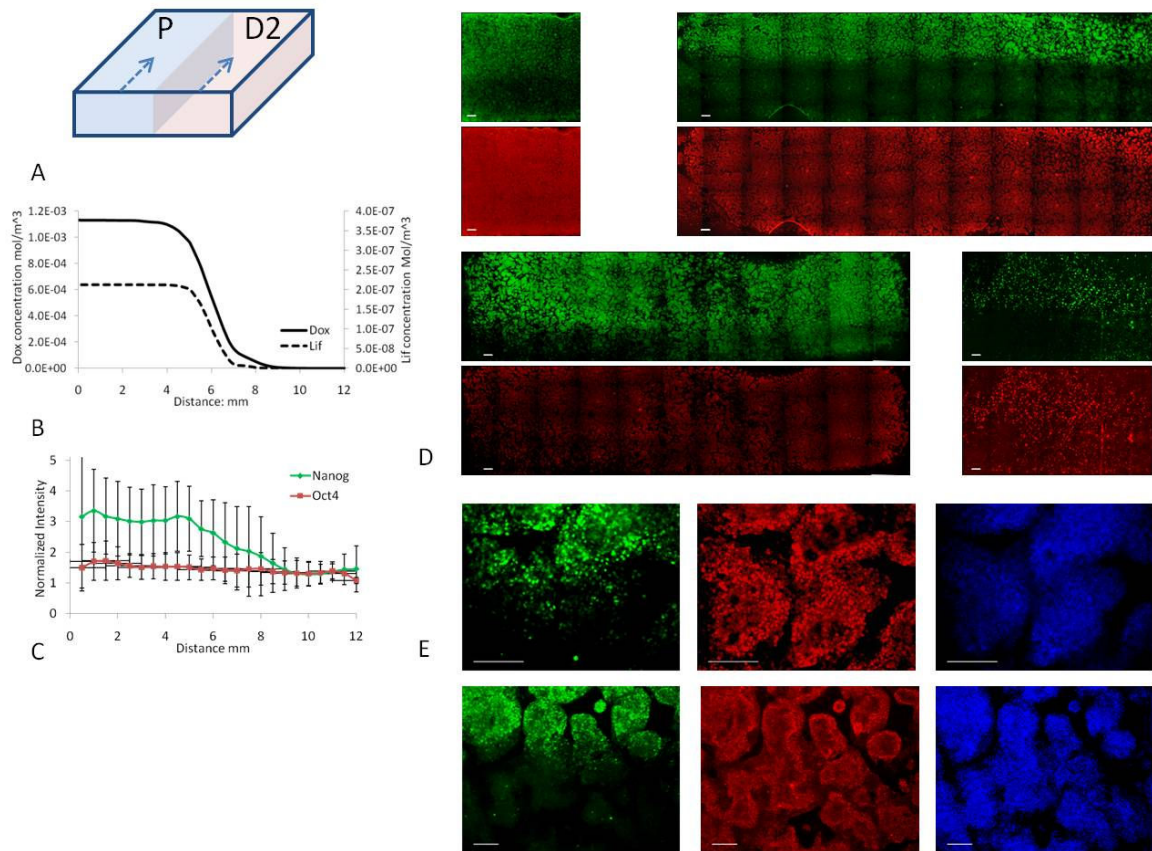 P D2
A
1.2E-03
1.0E-03
8.0E-04
6.0E-04
4.0E-04
2.0E-04
0.0E+00
Dox concentration mol/m^3
4.0E-07
3.5E-07
3.0E-07
2.5E-07
2.0E-07
1.5E-07
1.0E-07
5.0E-08
0.0E+00
Lif concentration Mol/m^3
Dox
Lif
0 2 4 6 8 10 12
Distance: mm
B
5
4
3
2
1
0
Normalized Intensity
Nanog
Oct4
0 2 4 6 8 10 12
Distance mm
C
D
E